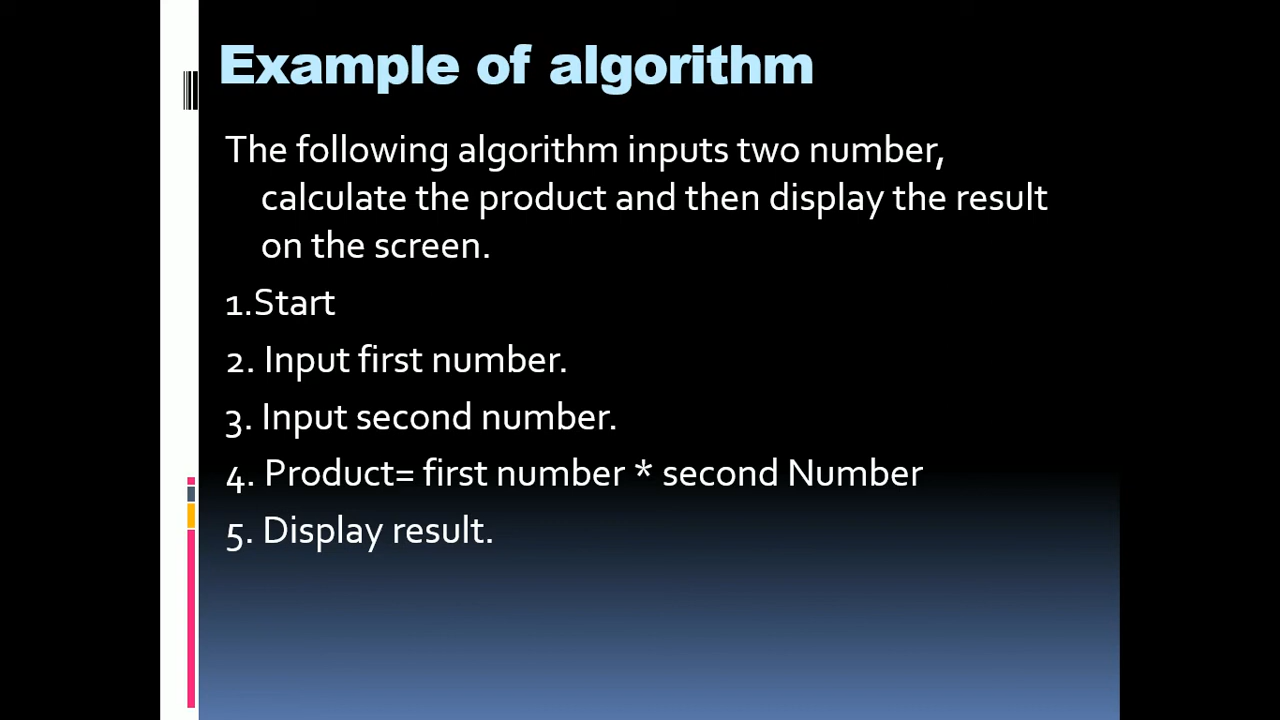 Example of algorithm
The following algorithm inputs two number,
calculate the product and then display the result
on the screen.
1.Start
2. Input first number.
3. Input second number.
4. Product= first number * second Number
5. Display result.